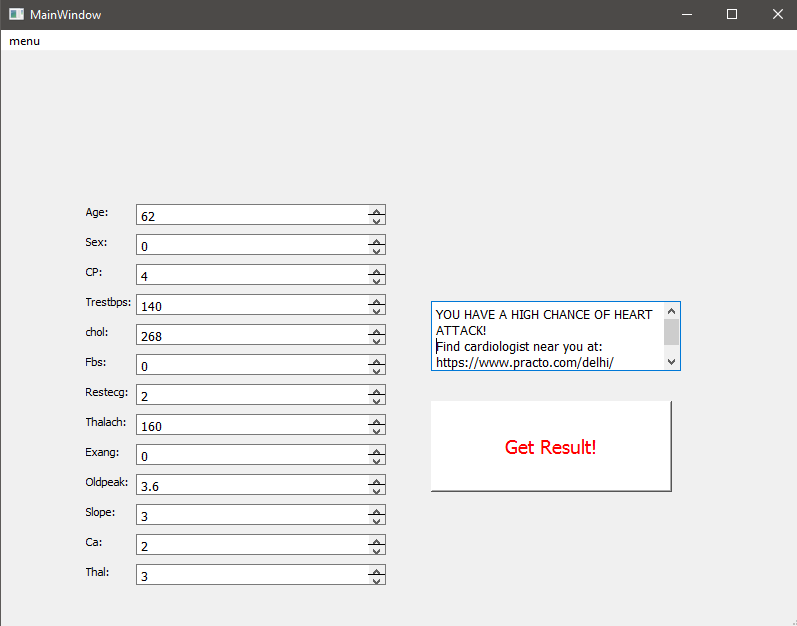 MainWindow
menu
Age: 62
Sex: 0
CP: 4
Trestbps: 140
chol: 268
Fbs: 0
Restecg: 2
Thalach: 160
Exang: 0
Oldpeak: 3.6
Slope: 3
Ca: 2
Thal: 3
YOU HAVE A HIGH CHANCE OF HEART
ATTACK!
Find cardiologist near you at:
https://www.practo.com/delhi/
Get Result!